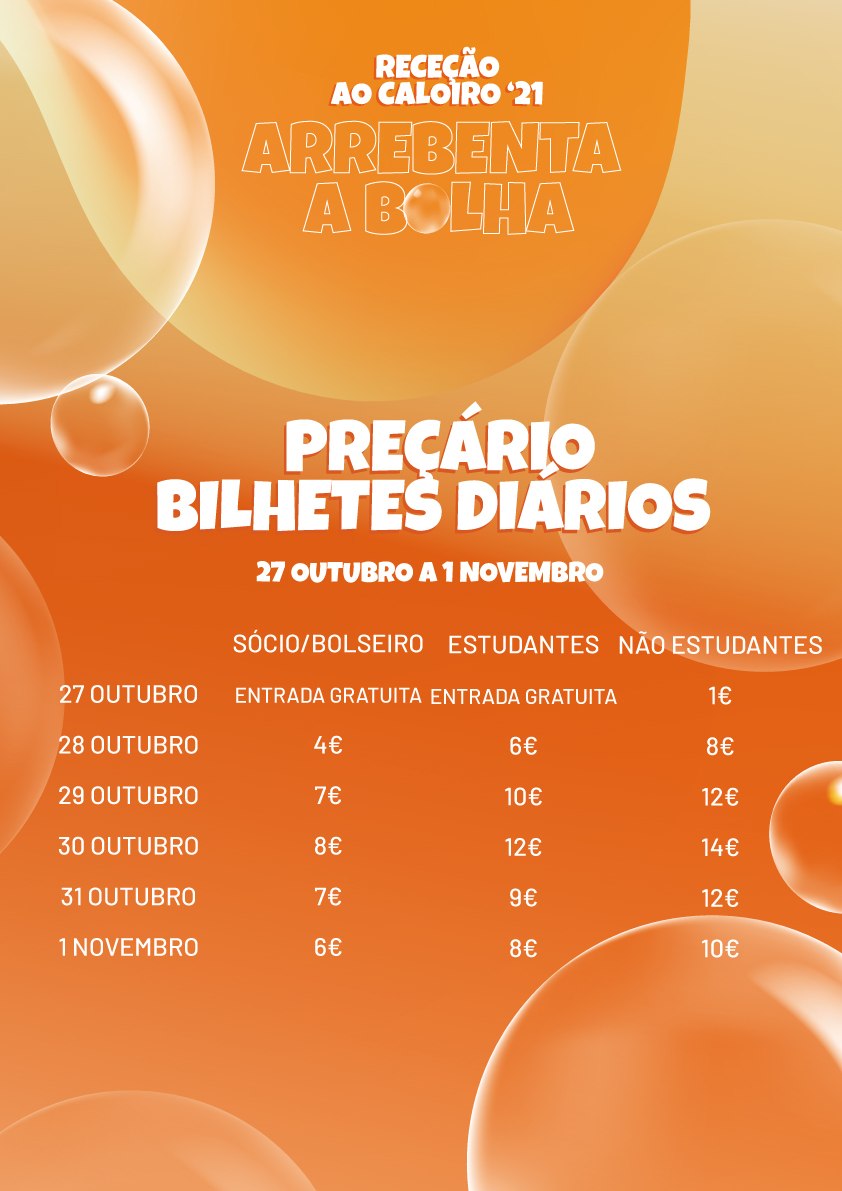 RECEÇÃO
AO CALOIRO ‘21
ARREBENTA
A BOLHA
PREÇÁRIO
BILHETES DIÁRIOS
27 OUTUBRO A 1 NOVEMBRO
SÓCIO/BOLSEIRO ESTUDANTES NÃO ESTUDANTES
27 OUTUBRO ENTRADA GRATUITA ENTRADA GRATUITA 1€
28 OUTUBRO 4€ 6€ 8€
29 OUTUBRO 7€ 10€ 12€
30 OUTUBRO 8€ 12€ 14€
31 OUTUBRO 7€ 9€ 12€
1 NOVEMBRO 6€ 8€ 10€